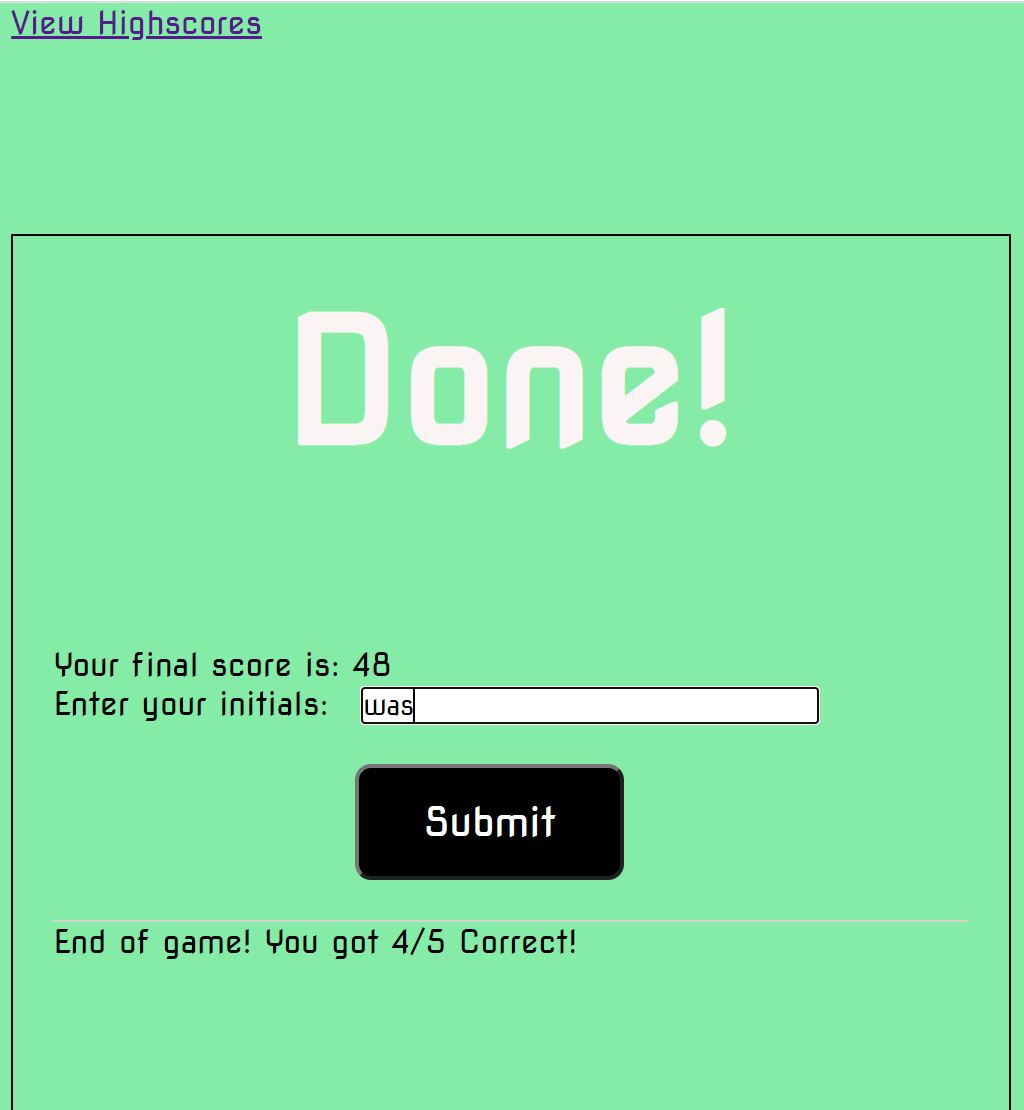 View Highscores
Done!
Your final score is: 48
Enter your initials: was
Submit
End of game! You got 4/5 Correct!